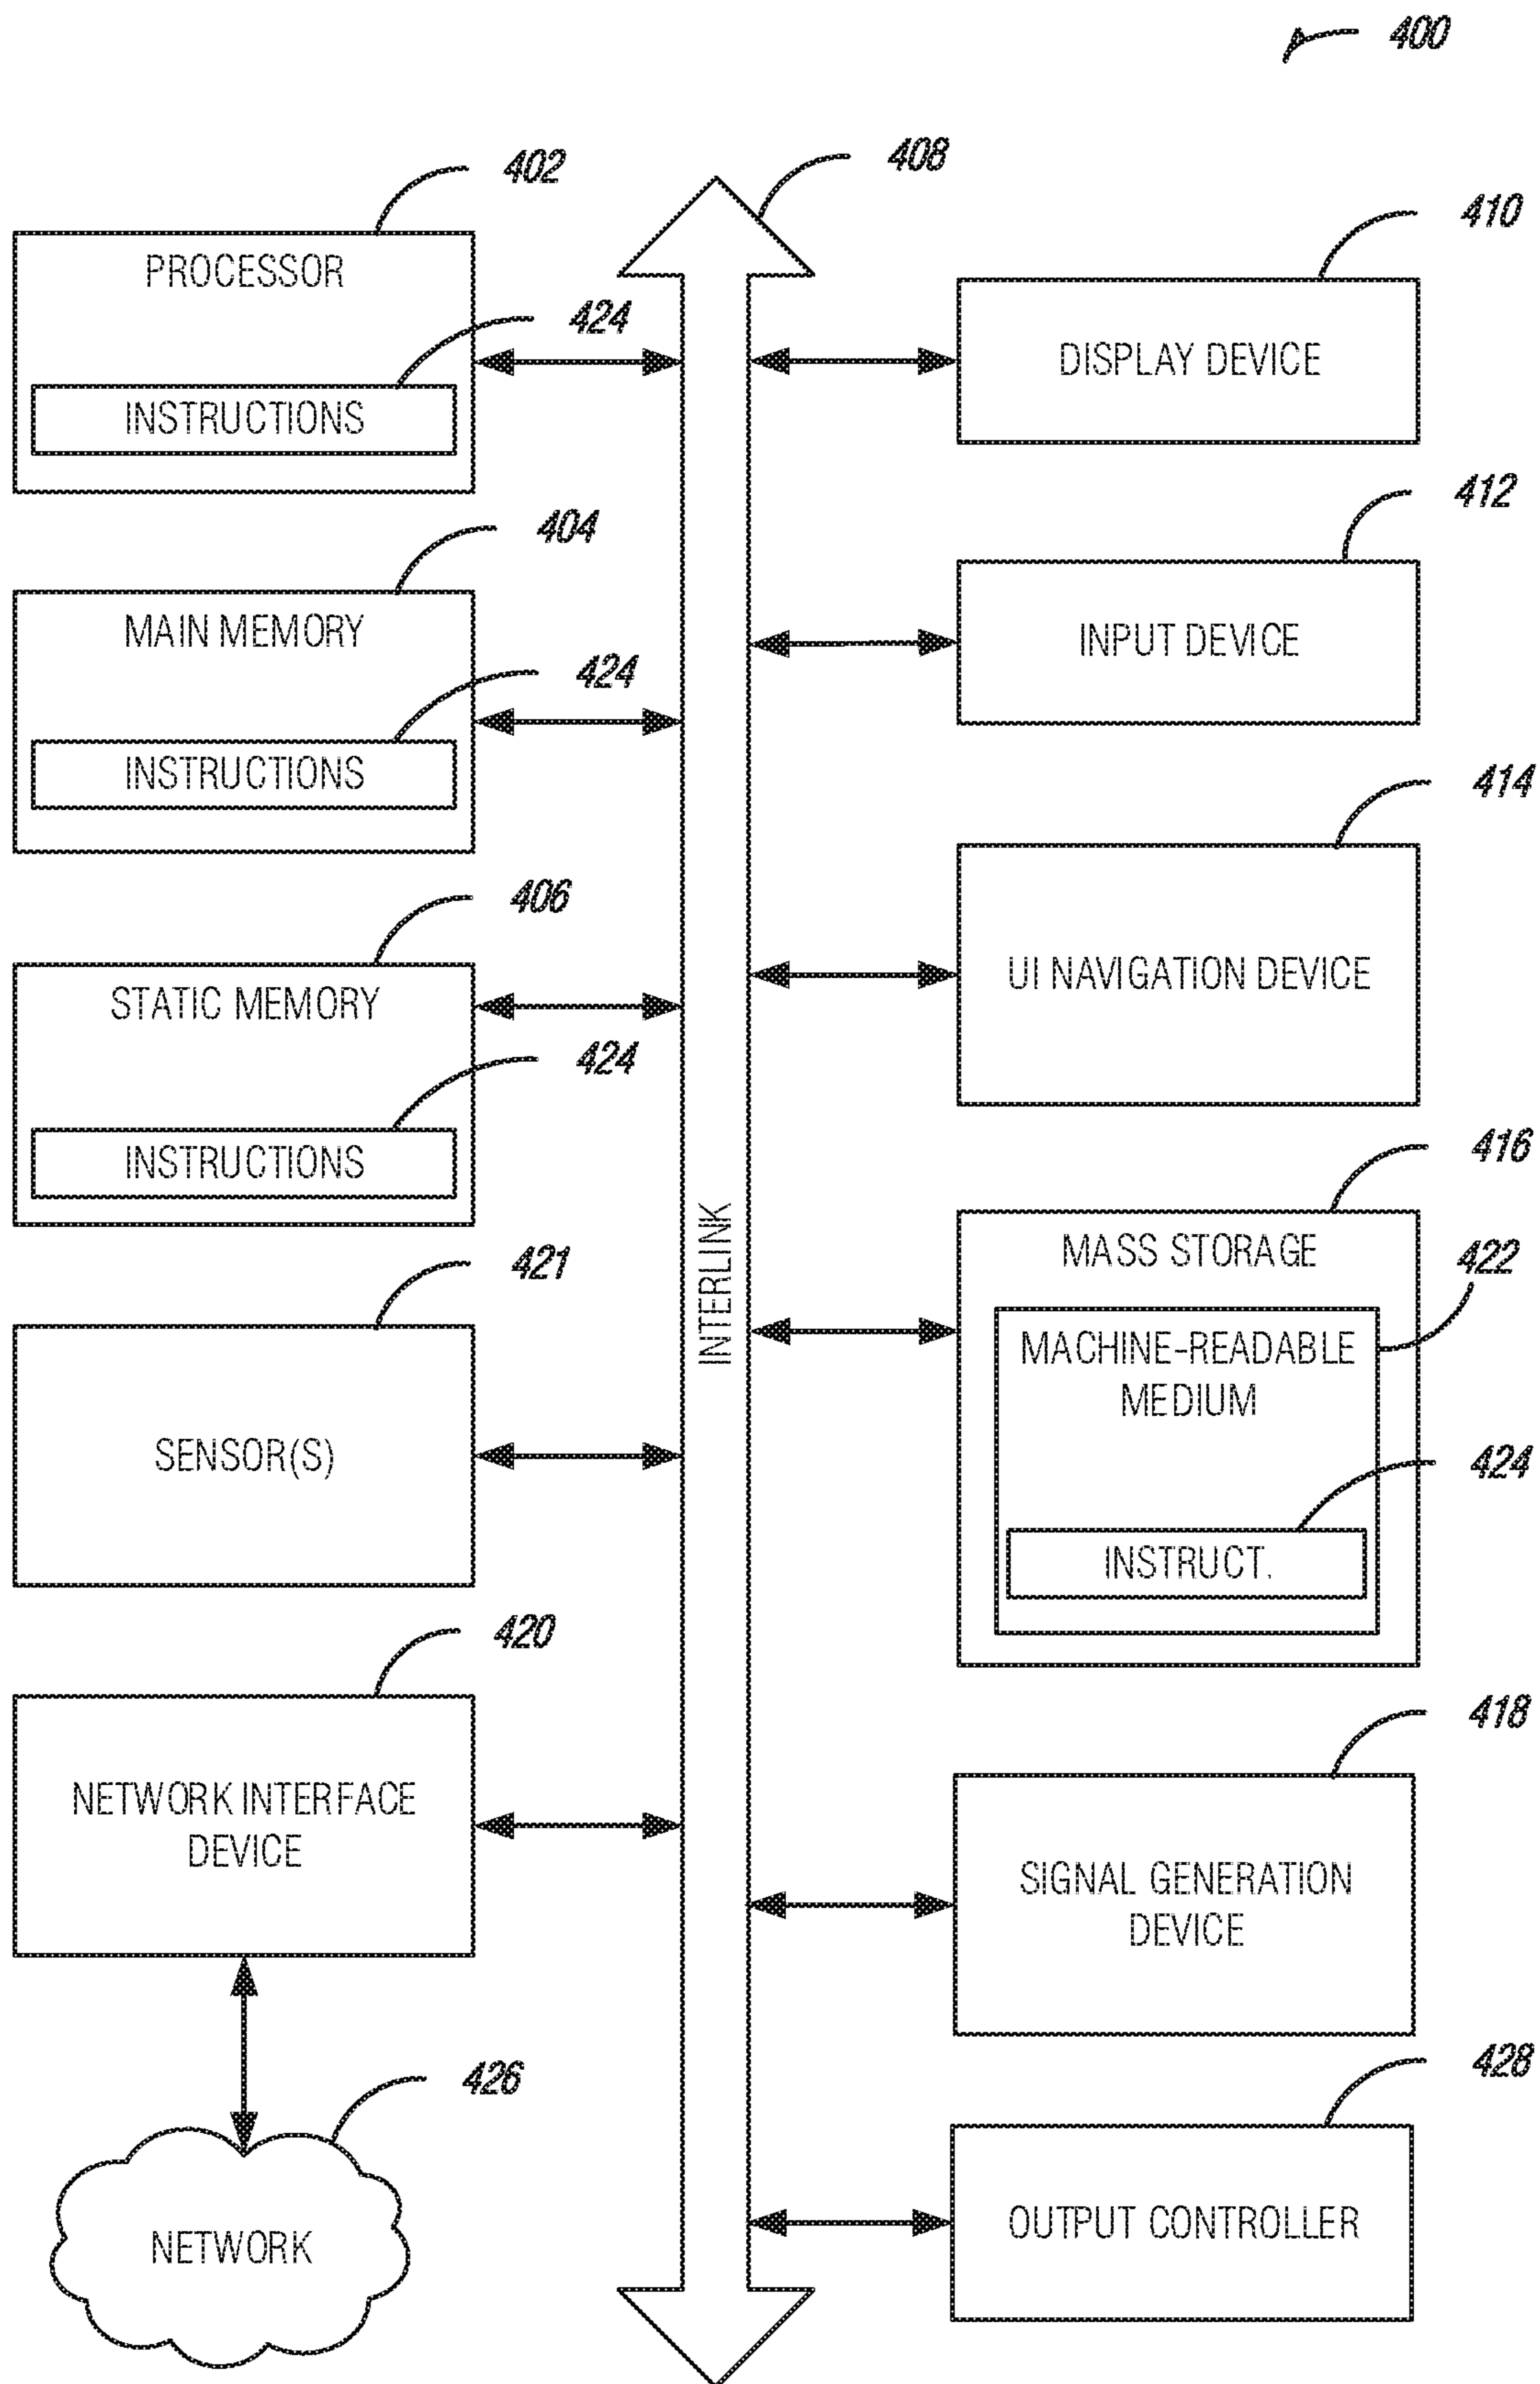 400
402
PROCESSOR
424
INSTRUCTIONS
404
MAIN MEMORY
424
INSTRUCTIONS
406
STATIC MEMORY
424
INSTRUCTIONS
421
SENSOR(S)
420
NETWORK INTERFACE
DEVICE
426
NETWORK
408
INTERLINK
410
DISPLAY DEVICE
412
INPUT DEVICE
414
UI NAVIGATION DEVICE
416
MASS STORAGE
422
MACHINE-READABLE
MEDIUM
424
INSTRUCT.
418
SIGNAL GENERATION
DEVICE
428
OUTPUT CONTROLLER